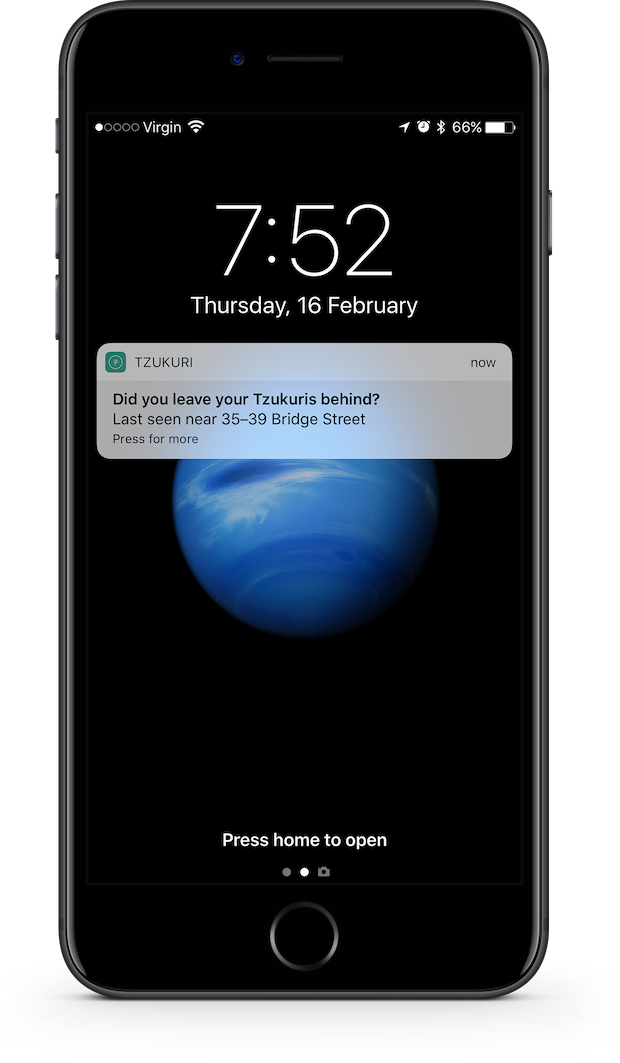 Virgin 66%
7:52
Thursday, 16 February
TZUKURI now
Did you leave your Tzukuris behind?
Last seen near 35–39 Bridge Street
Press for more
Press home to open